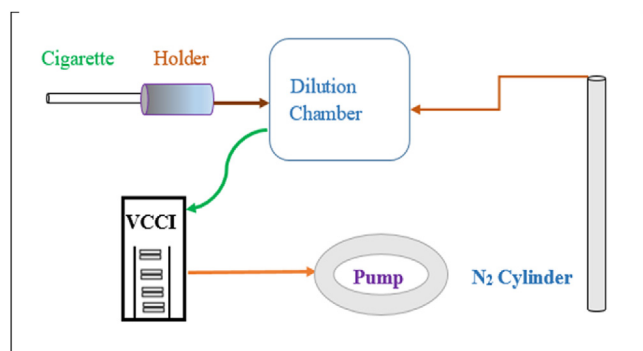 Cigarette
Holder
Dilution
Chamber
VCCI
Pump
N₂ Cylinder